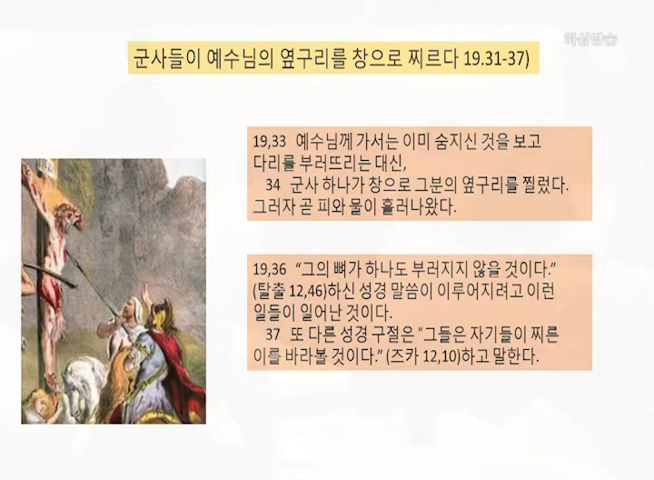 하상방송
군사들이 예수님의 옆구리를 창으로 찌르다 19.31-37)
19,33 예수님께 가서는 이미 숨지신 것을 보고
다리를 부러뜨리는 대신,
34 군사 하나가 창으로 그분의 옆구리를 찔렀다.
그러자 곧 피와 물이 흘러나왔다.
19,36 “그의 뼈가 하나도 부러지지 않을 것이다.”
(탈출 12,46)하신 성경 말씀이 이루어지려고 이런
일들이 일어난 것이다.
37 또 다른 성경 구절은 “그들은 자기들이 찌른
이를 바라볼 것이다.” (즈카 12,10)하고 말한다.